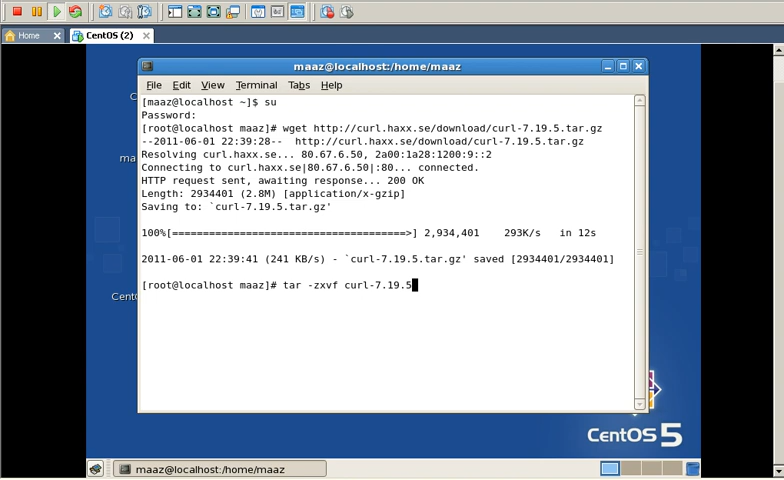 Home
CentOS (2)
maaz@localhost:/home/maaz
File Edit View Terminal Tabs Help
[maaz@localhost ~]$ su
Password:
[root@localhost maaz]# wget http://curl.haxx.se/download/curl-7.19.5.tar.gz
--2011-06-01 22:39:28-- http://curl.haxx.se/download/curl-7.19.5.tar.gz
Resolving curl.haxx.se... 80.67.6.50, 2a00:1a28:1200:9::2
Connecting to curl.haxx.se|80.67.6.50|:80... connected.
HTTP request sent, awaiting response... 200 OK
Length: 2934401 (2.8M) [application/x-gzip]
Saving to: `curl-7.19.5.tar.gz'
100%[======================================>] 2,934,401 293K/s in 12s
2011-06-01 22:39:41 (241 KB/s) - `curl-7.19.5.tar.gz' saved [2934401/2934401]
[root@localhost maaz]# tar -zxvf curl-7.19.5
C
ma
Cent
CentOS 5
maaz@localhost:/home/maaz